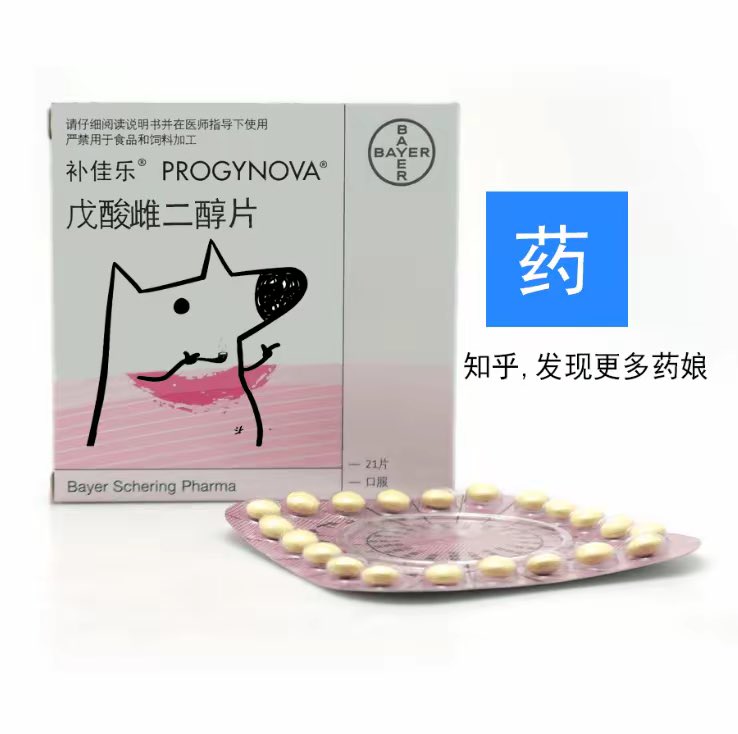 请仔细阅读说明书并在医师指导下使用
严禁用于食品和饲料加工
补佳乐® PROGYNOVA®
戊酸雌二醇片
BAYER
BAYER
药
知乎,发现更多药娘
— 21片
— 口服
Bayer Schering Pharma